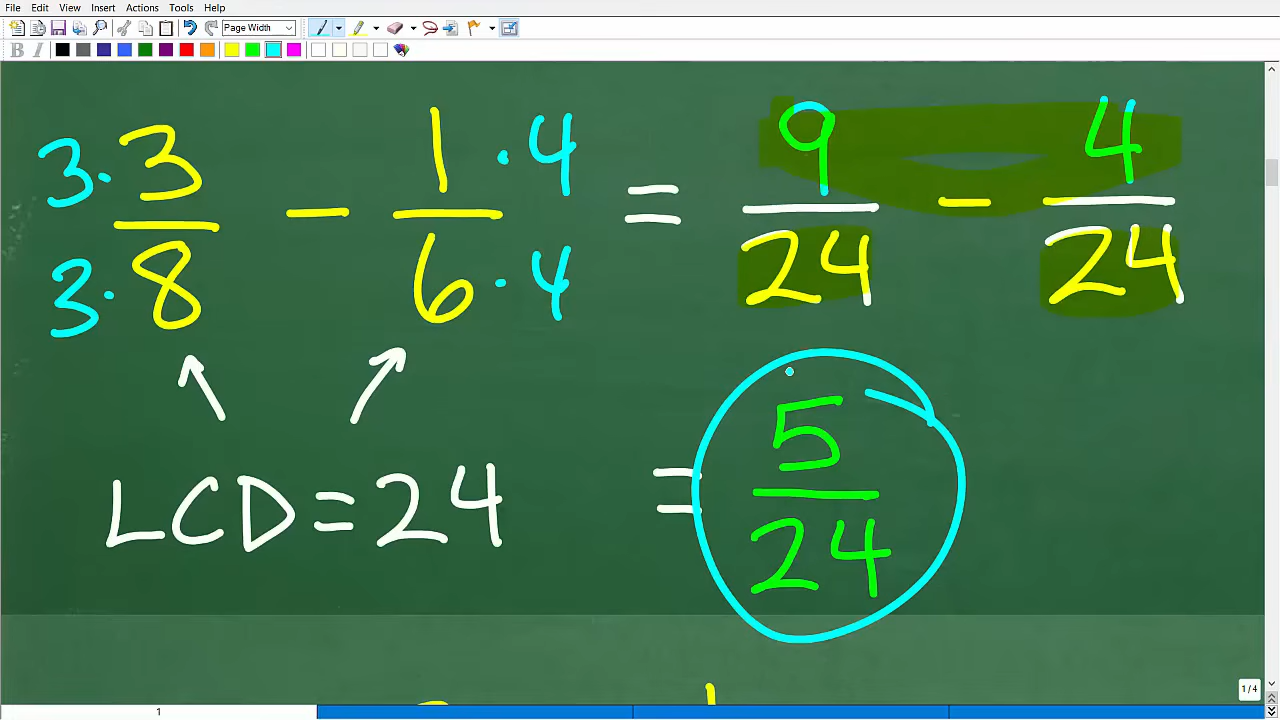 File Edit View Insert Actions Tools Help
Page Width
B I
3· 3/8 − 1/6 ·4 ·4 = 9/24 − 4/24
3·
LCD = 24 = 5/24
1/4
1